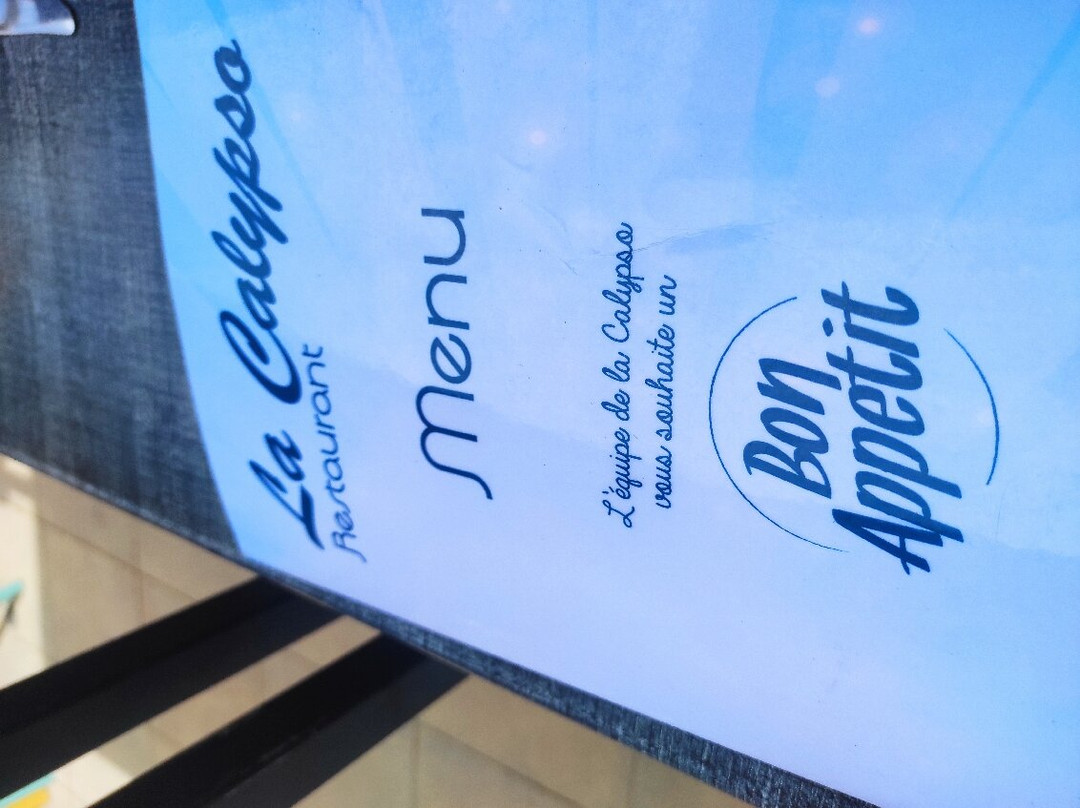 La Calypso
Restaurant
Menu
L'équipe de la Calypso
vous souhaite un
Bon
Appetit